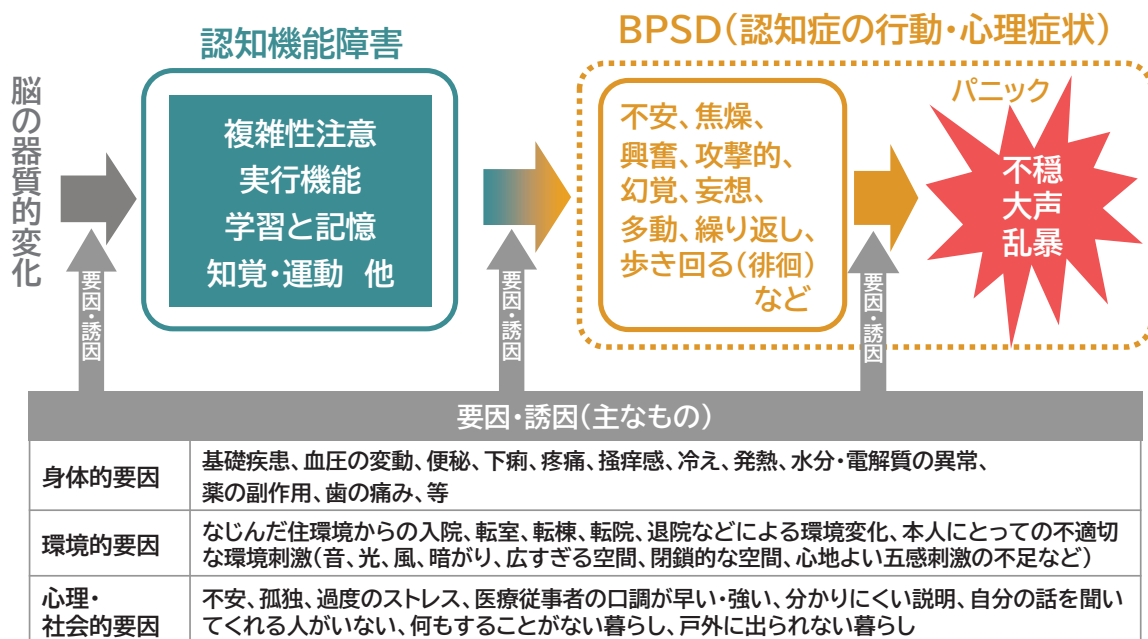 認知機能障害
BPSD(認知症の行動・心理症状)
脳の器質的変化
複雑性注意
実行機能
学習と記憶
知覚・運動 他
不安、焦燥、
興奮、攻撃的、
幻覚、妄想、
多動、繰り返し、
歩き回る(徘徊)
など
パニック
不穏
大声
乱暴
要因・誘因
要因・誘因
要因・誘因
要因・誘因(主なもの)
身体的要因
基礎疾患、血圧の変動、便秘、下痢、疼痛、掻痒感、冷え、発熱、水分・電解質の異常、
薬の副作用、歯の痛み、等
環境的要因
なじんだ住環境からの入院、転室、転棟、転院、退院などによる環境変化、本人にとっての不適切
な環境刺激(音、光、風、暗がり、広すぎる空間、閉鎖的な空間、心地よい五感刺激の不足など)
心理・
社会的要因
不安、孤独、過度のストレス、医療従事者の口調が早い・強い、分かりにくい説明、自分の話を聞い
てくれる人がいない、何もすることがない暮らし、戸外に出られない暮らし